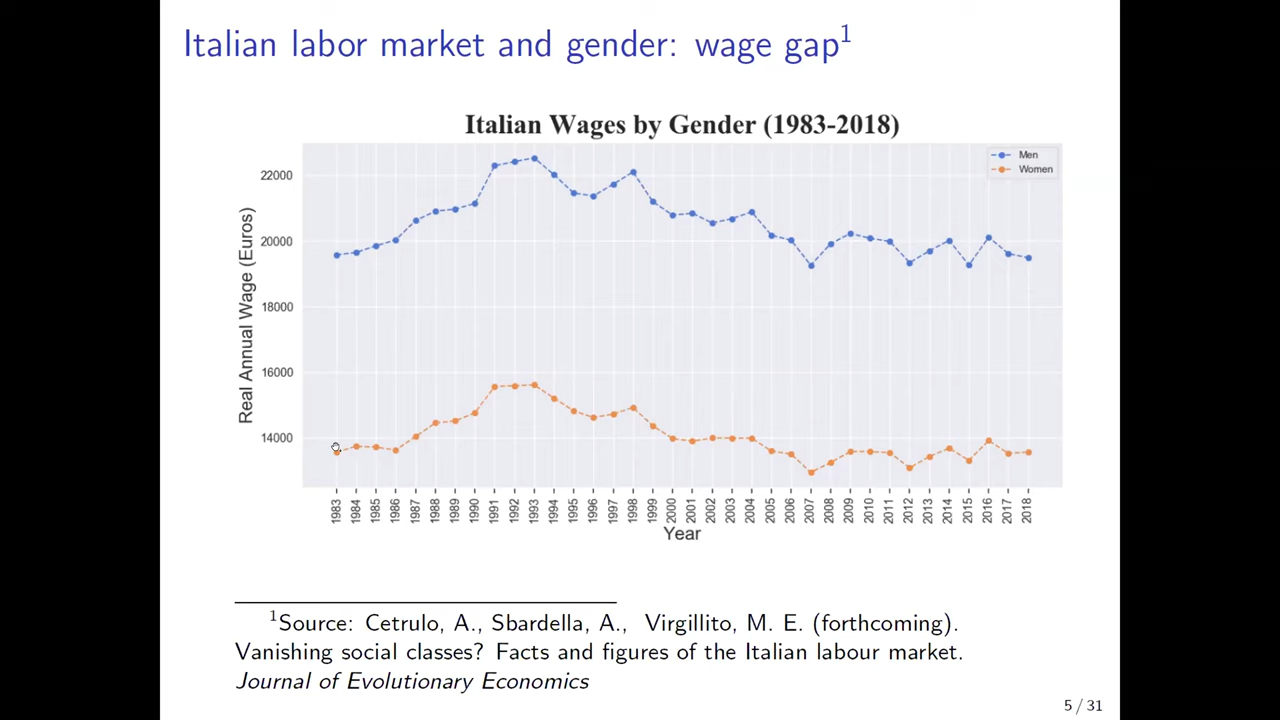 Italian labor market and gender: wage gap1
Italian Wages by Gender (1983-2018)
Men
Women
Real Annual Wage (Euros)
22000
20000
18000
16000
14000
1983 1984 1985 1986 1987 1988 1989 1990 1991 1992 1993 1994 1995 1996 1997 1998 1999 2000 2001 2002 2003 2004 2005 2006 2007 2008 2009 2010 2011 2012 2013 2014 2015 2016 2017 2018
Year
1Source: Cetrulo, A., Sbardella, A., Virgillito, M. E. (forthcoming).
Vanishing social classes? Facts and figures of the Italian labour market.
Journal of Evolutionary Economics
5 / 31